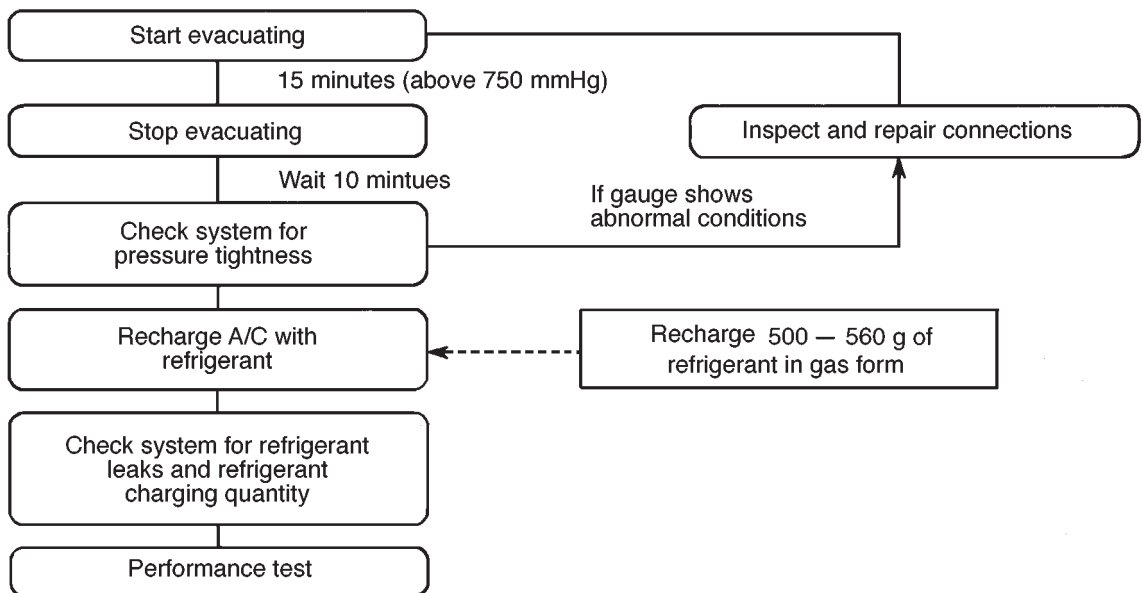 Start evacuating
15 minutes (above 750 mmHg)
Stop evacuating
Inspect and repair connections
Wait 10 mintues
If gauge shows
abnormal conditions
Check system for
pressure tightness
Recharge A/C with
refrigerant
Recharge 500 — 560 g of
refrigerant in gas form
Check system for refrigerant
leaks and refrigerant
charging quantity
Performance test